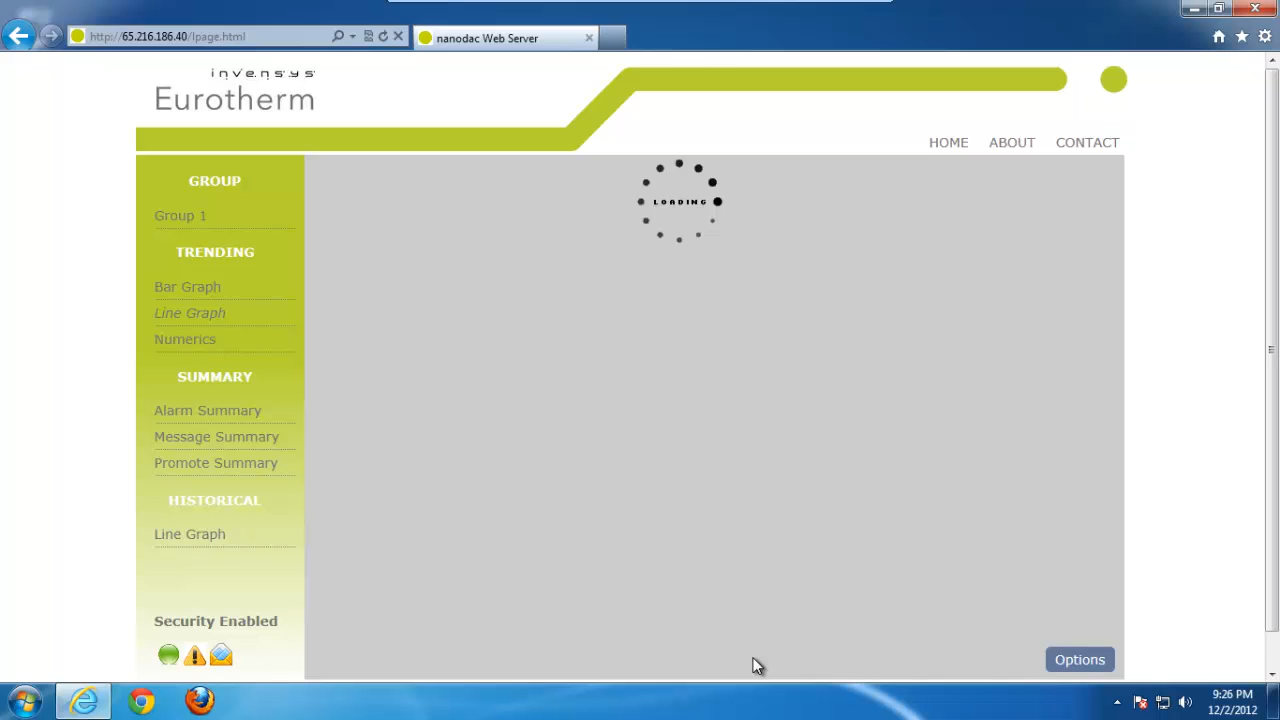 http://65.216.186.40/lpage.html
nanodac Web Server
invensys
Eurotherm
HOME ABOUT CONTACT
GROUP
Group 1
TRENDING
Bar Graph
Line Graph
Numerics
SUMMARY
Alarm Summary
Message Summary
Promote Summary
HISTORICAL
Line Graph
Security Enabled
LOADING
Options
9:26 PM
12/2/2012